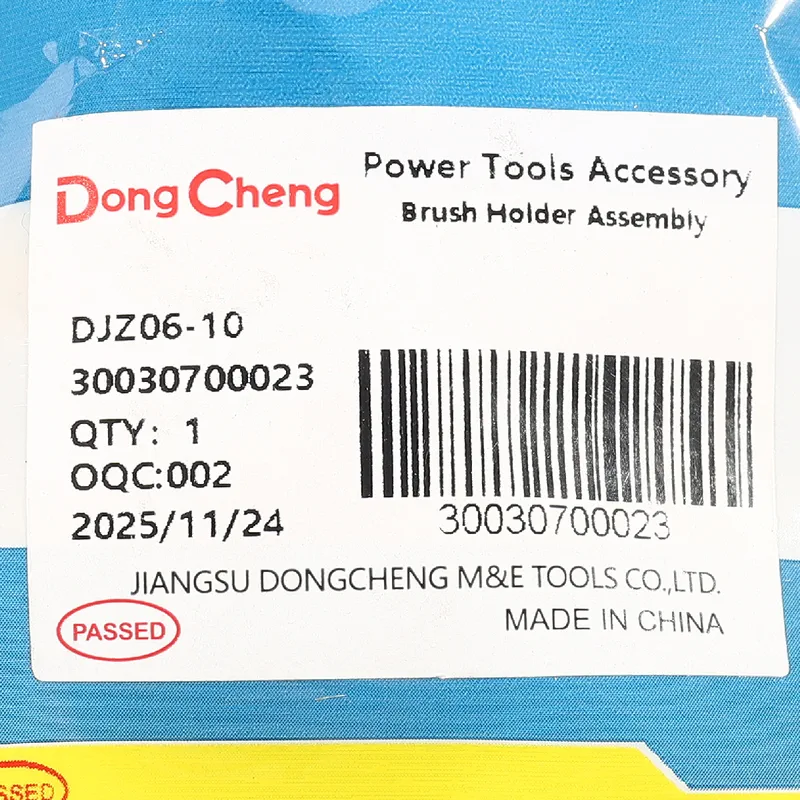 Dong Cheng
Power Tools Accessory
Brush Holder Assembly
DJZ06-10
30030700023
QTY: 1
OQC:002
2025/11/24
30030700023
JIANGSU DONGCHENG M&E TOOLS CO.,LTD.
PASSED
MADE IN CHINA